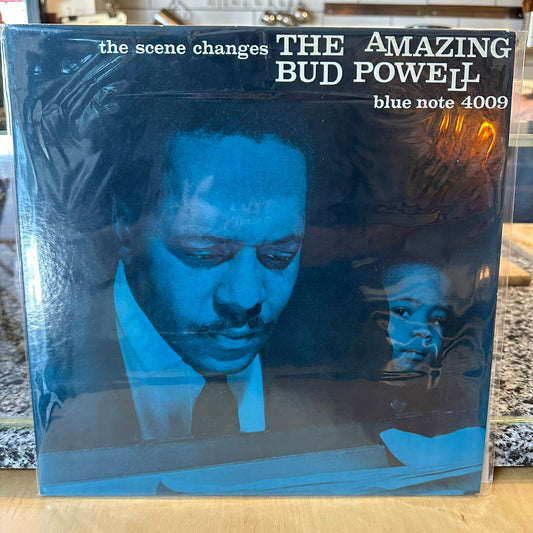 the scene changes THE AMAZING
BUD POWELL
blue note 4009